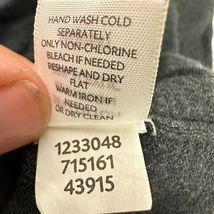 HAND WASH COLD
SEPARATELY
ONLY NON-CHLORINE
BLEACH IF NEEDED
RESHAPE AND DRY
FLAT
WARM IRON IF
NEEDED
OR DRY CLEAN
1233048
715161
43915